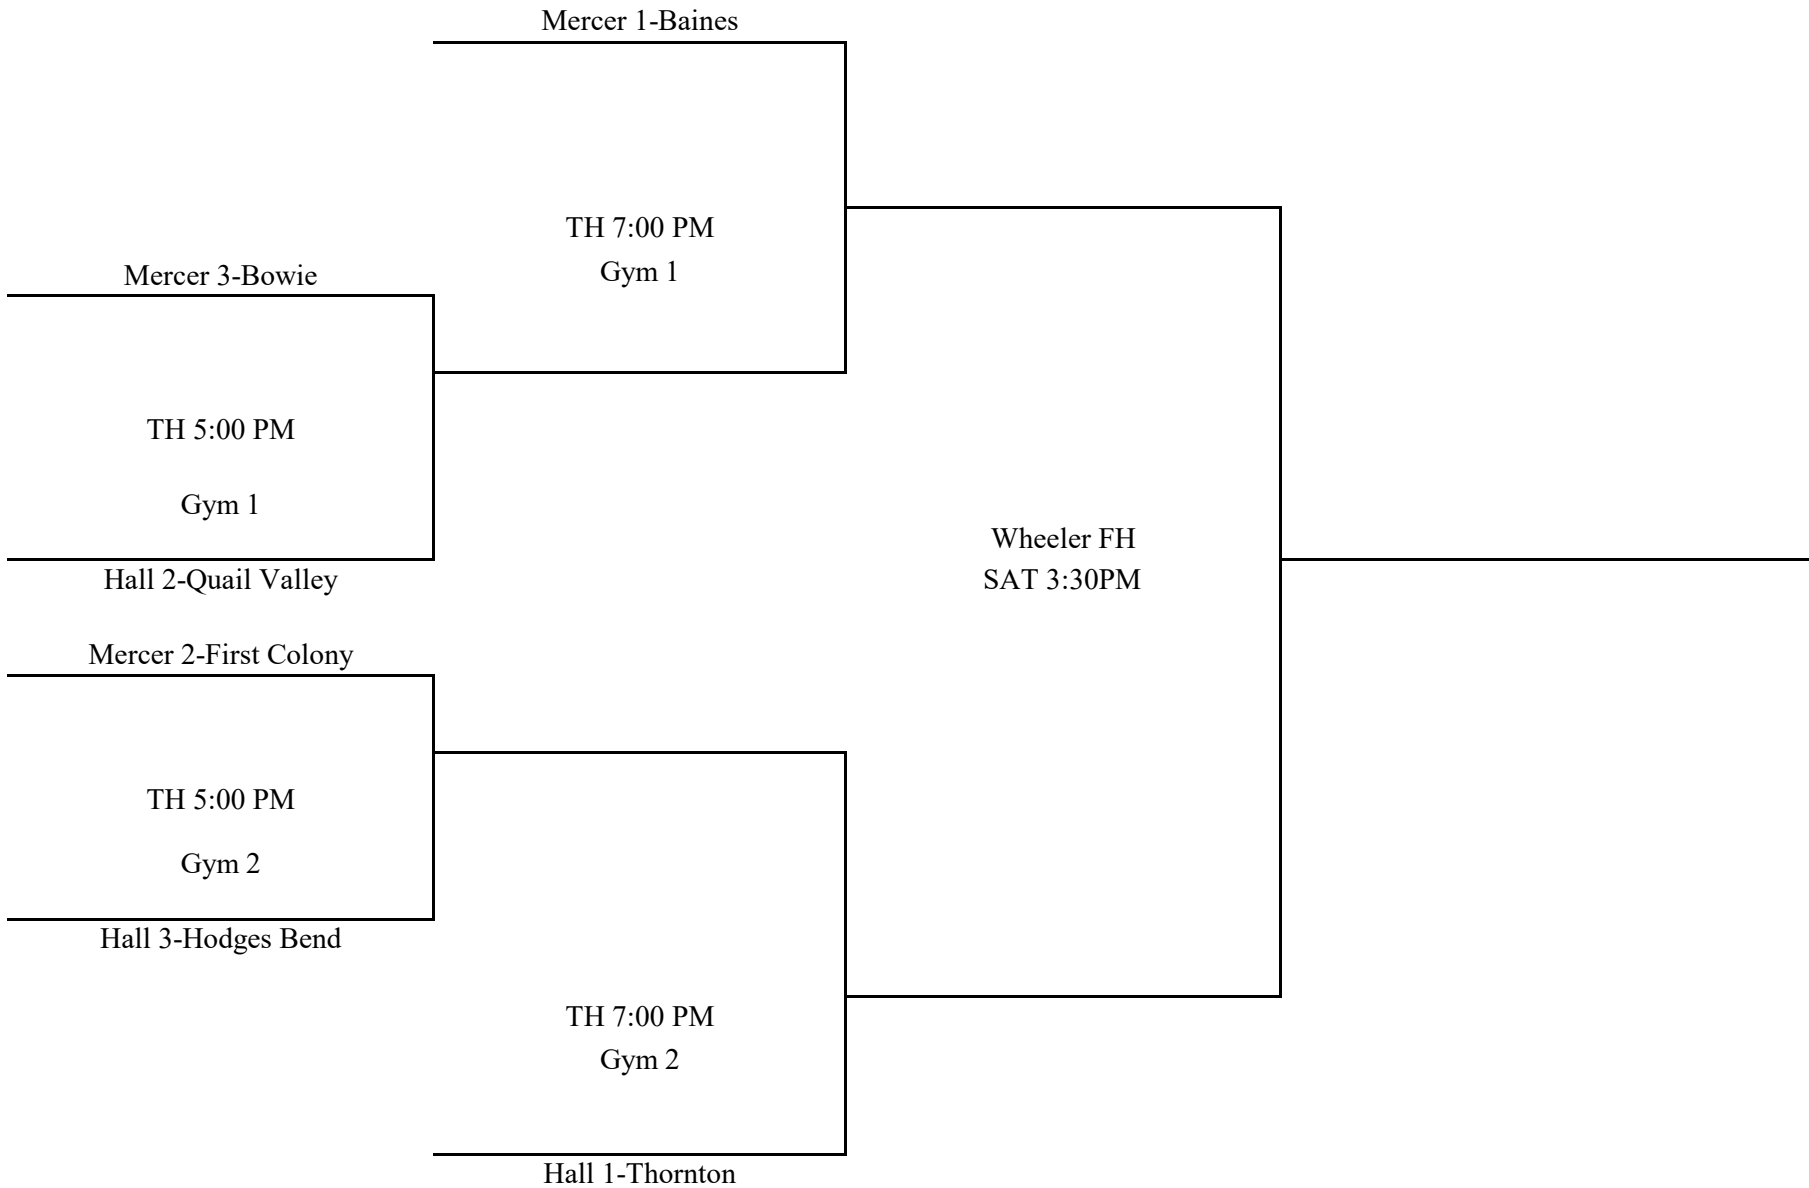 Mercer 1-Baines
TH 7:00 PM
Gym 1
Mercer 3-Bowie
TH 5:00 PM
Gym 1
Hall 2-Quail Valley
Wheeler FH
SAT 3:30PM
Mercer 2-First Colony
TH 5:00 PM
Gym 2
Hall 3-Hodges Bend
TH 7:00 PM
Gym 2
Hall 1-Thornton